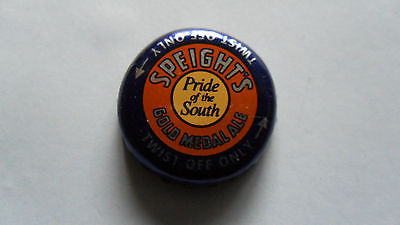 TWIST OFF ONLY
SPEIGHT'S
Pride
of the
South
GOLD MEDAL ALE
TWIST OFF ONLY